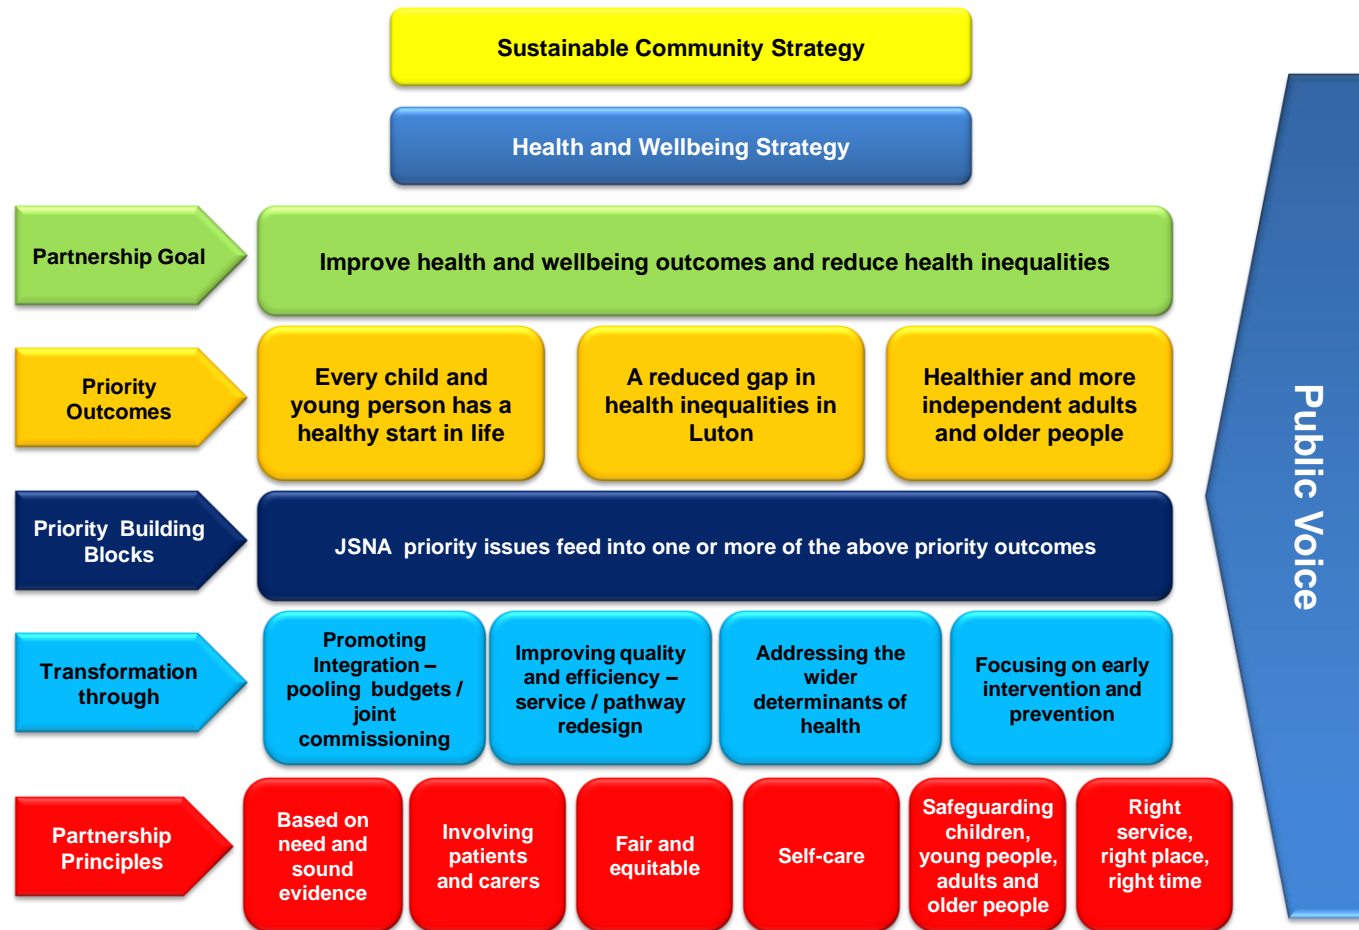 Sustainable Community Strategy
Health and Wellbeing Strategy
Partnership Goal
Improve health and wellbeing outcomes and reduce health inequalities
Priority
Outcomes
Every child and
young person has a
healthy start in life
A reduced gap in
health inequalities in
Luton
Healthier and more
independent adults
and older people
Priority Building
Blocks
JSNA priority issues feed into one or more of the above priority outcomes
Transformation
through
Promoting
Integration –
pooling budgets /
joint
commissioning
Improving quality
and efficiency –
service / pathway
redesign
Addressing the
wider
determinants of
health
Focusing on early
intervention and
prevention
Partnership
Principles
Based on
need and
sound
evidence
Involving
patients
and carers
Fair and
equitable
Self-care
Safeguarding
children,
young people,
adults and
older people
Right
service,
right place,
right time
Public Voice